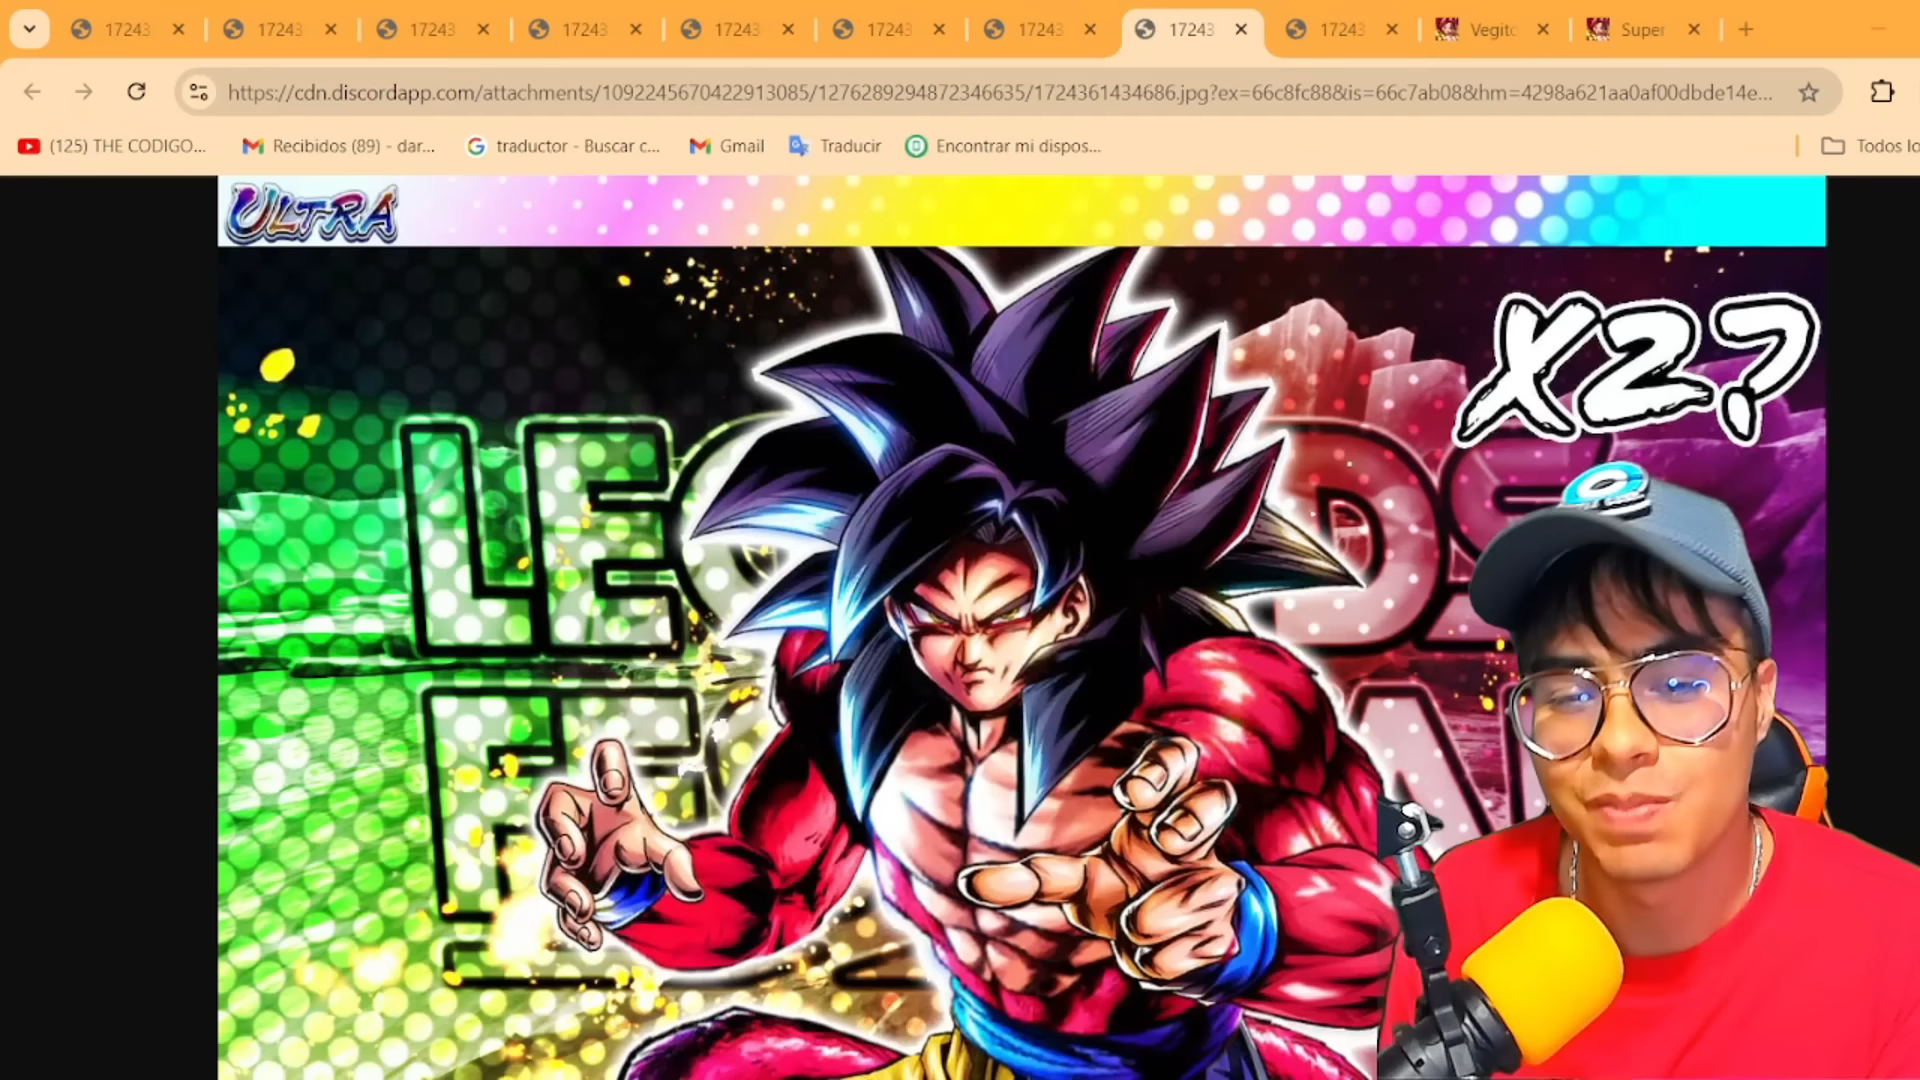 17243
17243
17243
17243
17243
17243
17243
17243
17243
Vegito
Super
https://cdn.discordapp.com/attachments/1092245670422913085/1276289294872346635/1724361434686.jpg?ex=66c8fc88&is=66c7ab08&hm=4298a621aa0af00dbde14e...
(125) THE CODIGO...
Recibidos (89) - dar...
traductor - Buscar c...
Gmail
Traducir
Encontrar mi dispos...
Todos lo
ULTRA
X2?